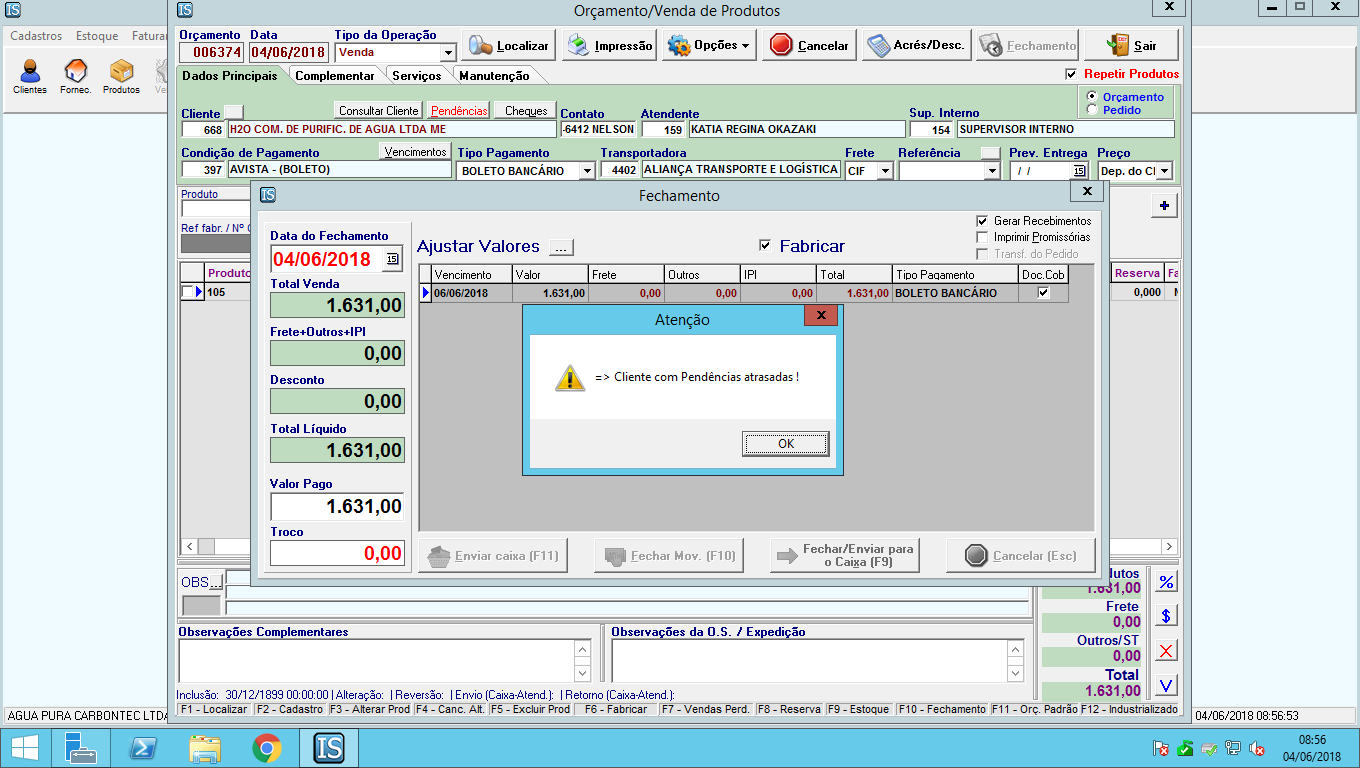 IS
Cadastros Estoque Faturar
Clientes Fornec. Produtos
IS
Orçamento/Venda de Produtos
x
Orçamento Data Tipo da Operação
006374 04/06/2018 Venda
Localizar Impressão Opções Cancelar Acrés/Desc. Fechamento Sair
Dados Principais Complementar Serviços Manutenção
Repetir Produtos
Orçamento
Pedido
Cliente Consultar Cliente Pendências Cheques Contato Atendente Sup. Interno
668 H2O COM. DE PURIFIC. DE AGUA LTDA ME -6412 NELSON 159 KATIA REGINA OKAZAKI 154 SUPERVISOR INTERNO
Condição de Pagamento Vencimentos Tipo Pagamento Transportadora Frete Referência Prev. Entrega Preço
397 AVISTA - (BOLETO) BOLETO BANCÁRIO 4402 ALIANÇA TRANSPORTE E LOGÍSTICA CIF / / 15 Dep. do Cl
Produto
Ref fabr. / Nº
+
Produto
105
Reserva Fa
0,000
IS
Fechamento
x
Data do Fechamento
04/06/2018 15
Total Venda
1.631,00
Frete+Outros+IPI
0,00
Desconto
0,00
Total Líquido
1.631,00
Valor Pago
1.631,00
Troco
0,00
Ajustar Valores ...
Fabricar
Gerar Recebimentos
Imprimir Promissórias
Transf. do Pedido
Vencimento Valor Frete Outros IPI Total Tipo Pagamento Doc.Cob
06/06/2018 1.631,00 0,00 0,00 0,00 1.631,00 BOLETO BANCÁRIO
Atenção
x
=> Cliente com Pendências atrasadas !
OK
Enviar caixa (F11) Fechar Mov. (F10) Fechar/Enviar para o Caixa (F9) Cancelar (Esc)
OBS...
dutos
1.631,00
Frete
0,00
Outros/ST
0,00
Total
1.631,00
%
$
X
V
Observações Complementares Observações da O.S. / Expedição
Inclusão: 30/12/1899 00:00:00 | Alteração: | Reversão: | Envio (Caixa-Atend.): | Retorno (Caixa-Atend.):
F1 - Localizar F2 - Cadastro F3 - Alterar Prod F4 - Canc. Alt. F5 - Excluir Prod F6 - Fabricar F7 - Vendas Perd. F8 - Reserva F9 - Estoque F10 - Fechamento F11 - Orç. Padrão F12 - Industrializado
AGUA PURA CARBONTEC LTDA
04/06/2018 08:56:53
IS
08:56
04/06/2018